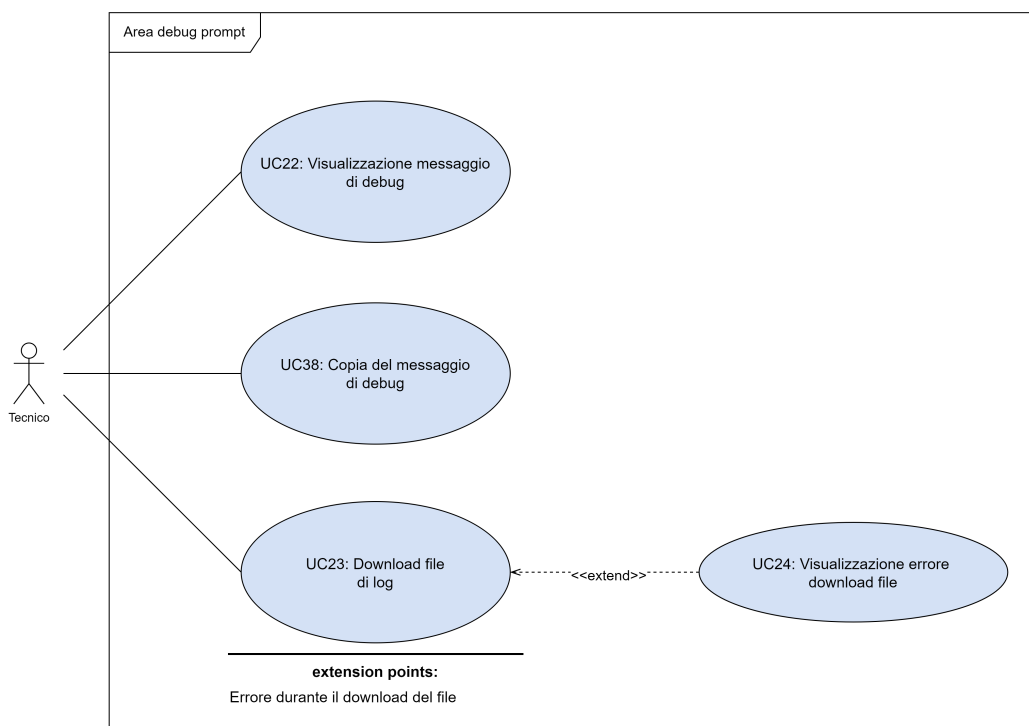 Area debug prompt
UC22: Visualizzazione messaggio
di debug
UC38: Copia del messaggio
di debug
Tecnico
UC23: Download file
di log
<<extend>>
UC24: Visualizzazione errore
download file
extension points:
Errore durante il download del file